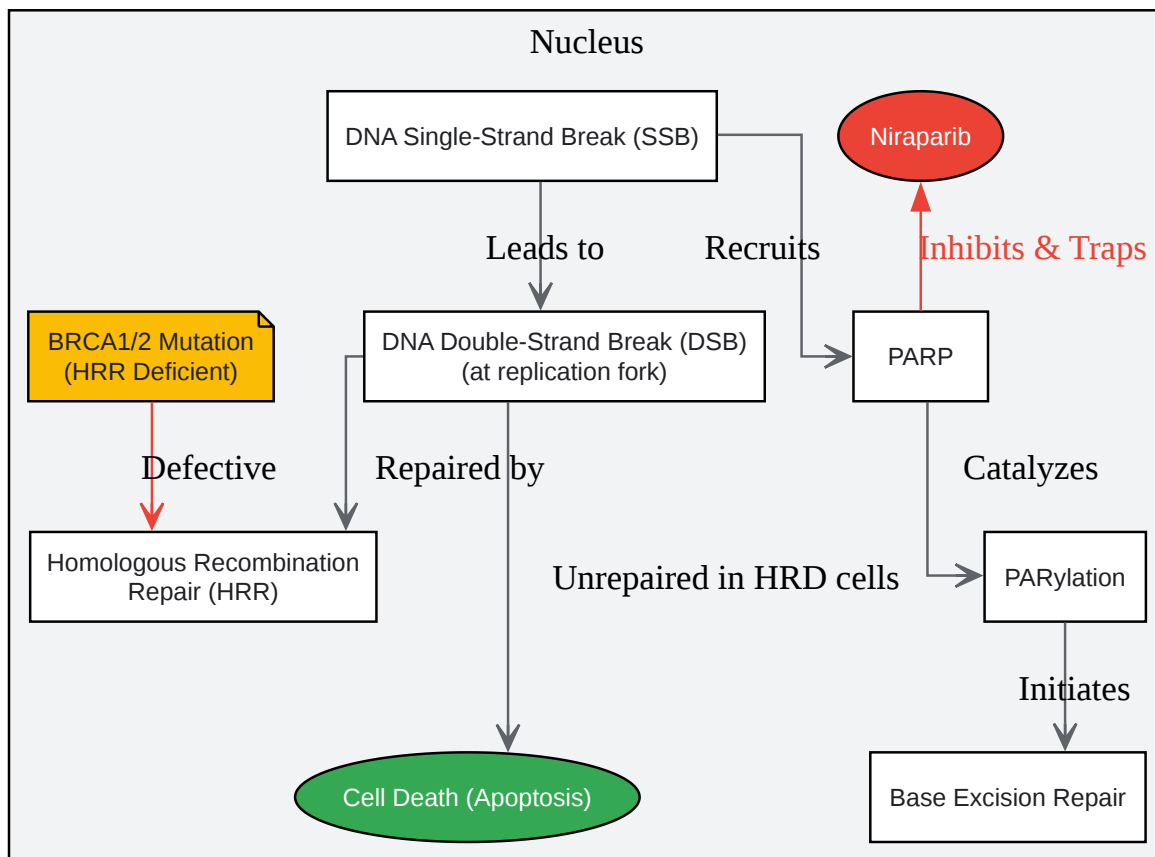 Nucleus
DNA Single-Strand Break (SSB)
Niraparib
Leads to
Recruits
Inhibits & Traps
BRCA1/2 Mutation
(HRR Deficient)
DNA Double-Strand Break (DSB)
(at replication fork)
PARP
Defective
Repaired by
Catalyzes
Homologous Recombination
Repair (HRR)
Unrepaired in HRD cells
PARylation
Initiates
Cell Death (Apoptosis)
Base Excision Repair